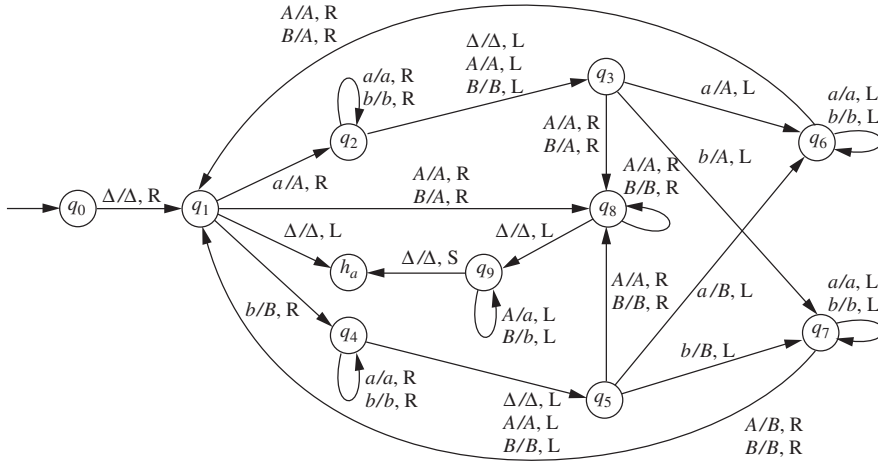 A/A, R
B/A, R
Δ/Δ, L
A/A, L
B/B, L
a/a, R
b/b, R
q3
a/A, L
a/a, L
b/b, L
q2
q6
A/A, R
B/A, R
b/A, L
a/A, R
A/A, R
B/A, R
A/A, R
B/B, R
q0
Δ/Δ, R
q1
q8
Δ/Δ, L
Δ/Δ, L
ha
Δ/Δ, S
q9
A/A, R
B/B, R
a/B, L
a/a, L
b/b, L
b/B, R
A/a, L
B/b, L
q7
q4
b/B, L
a/a, R
b/b, R
Δ/Δ, L
A/A, L
B/B, L
q5
A/B, R
B/B, R